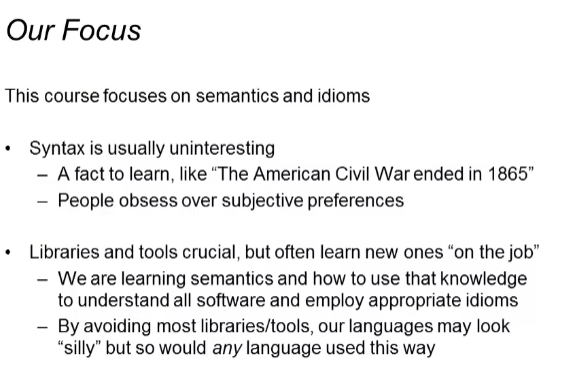 Our Focus
This course focuses on semantics and idioms
• Syntax is usually uninteresting
– A fact to learn, like “The American Civil War ended in 1865”
– People obsess over subjective preferences
• Libraries and tools crucial, but often learn new ones “on the job”
– We are learning semantics and how to use that knowledge
to understand all software and employ appropriate idioms
– By avoiding most libraries/tools, our languages may look
“silly” but so would any language used this way